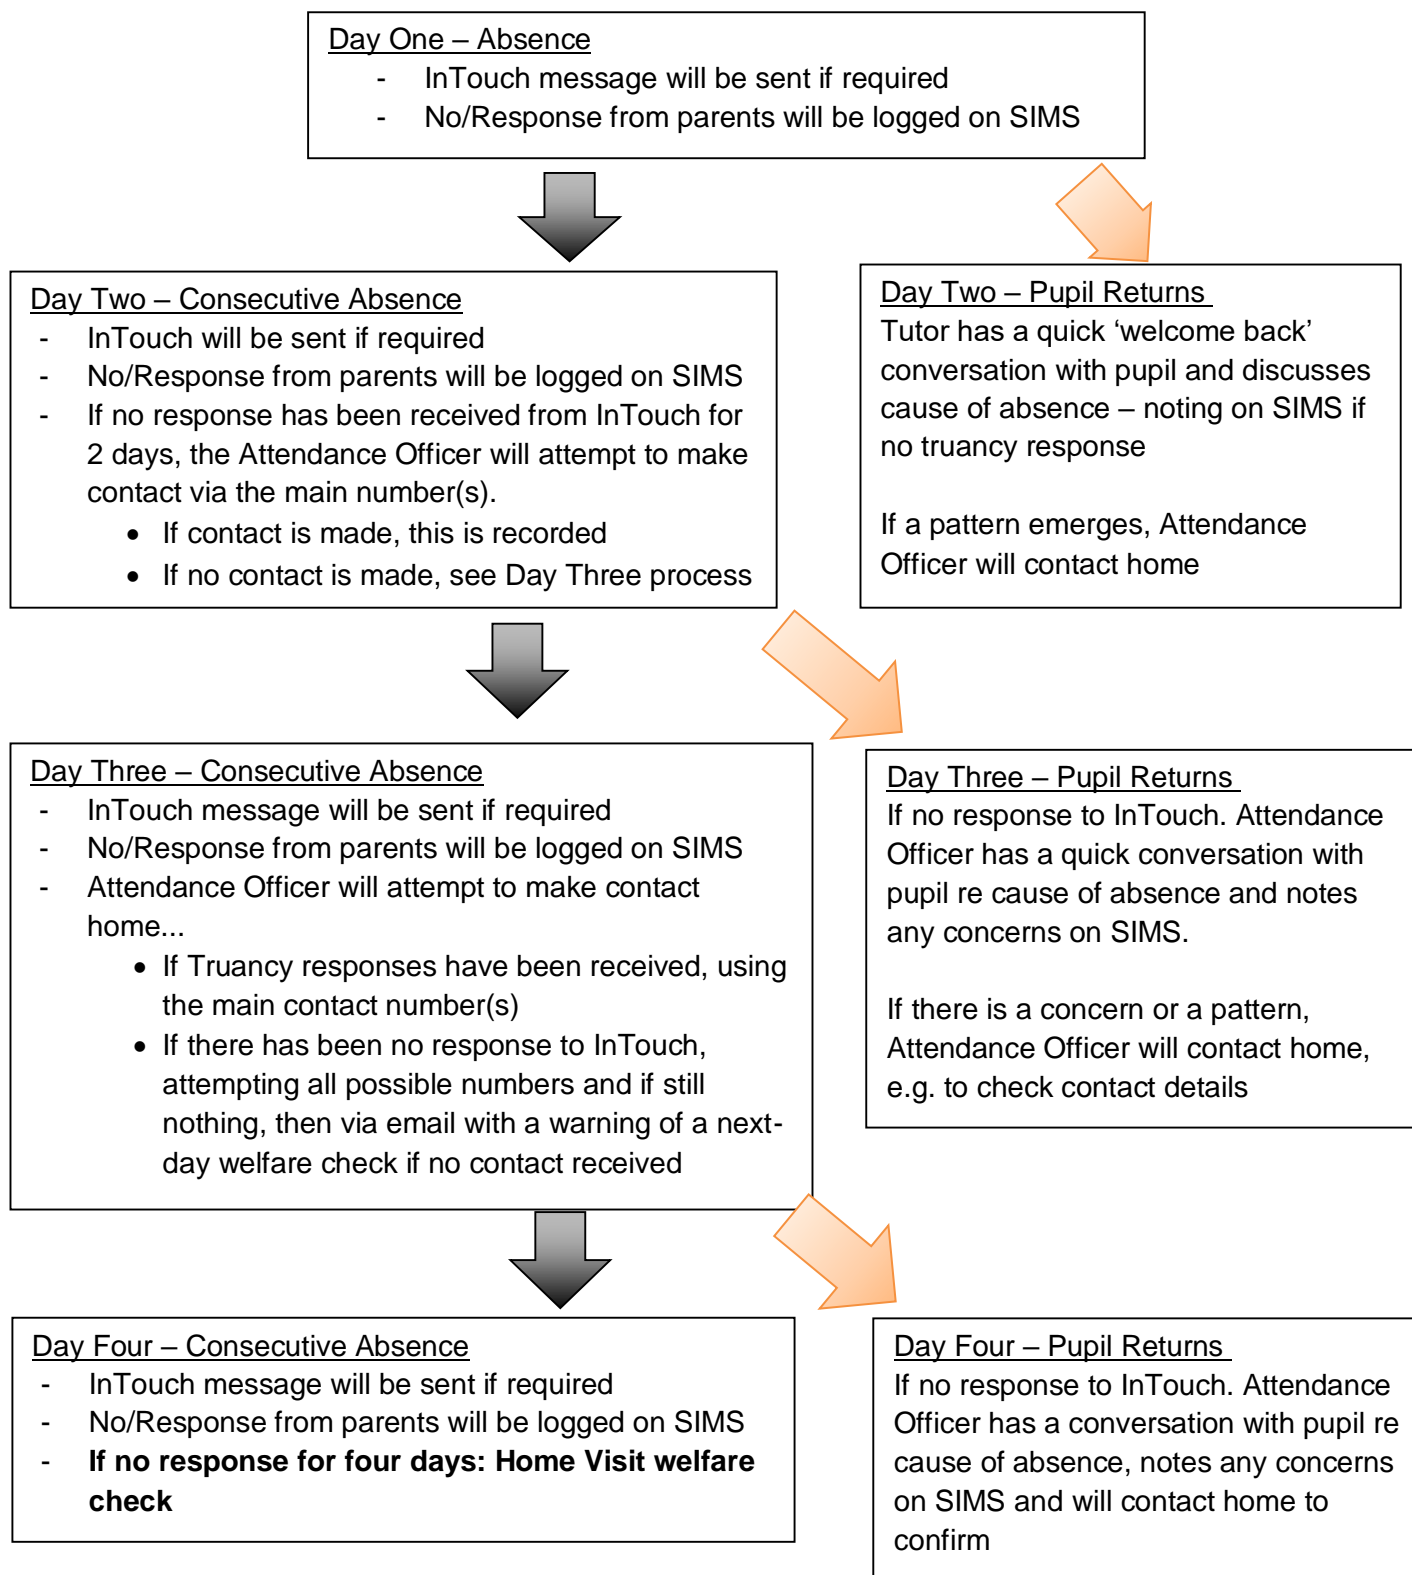 Day One – Absence
- InTouch message will be sent if required
- No/Response from parents will be logged on SIMS
Day Two – Consecutive Absence
- InTouch will be sent if required
- No/Response from parents will be logged on SIMS
- If no response has been received from InTouch for
2 days, the Attendance Officer will attempt to make
contact via the main number(s).
• If contact is made, this is recorded
• If no contact is made, see Day Three process
Day Two – Pupil Returns
Tutor has a quick ‘welcome back’
conversation with pupil and discusses
cause of absence – noting on SIMS if
no truancy response
If a pattern emerges, Attendance
Officer will contact home
Day Three – Consecutive Absence
- InTouch message will be sent if required
- No/Response from parents will be logged on SIMS
- Attendance Officer will attempt to make contact
home...
• If Truancy responses have been received, using
the main contact number(s)
• If there has been no response to InTouch,
attempting all possible numbers and if still
nothing, then via email with a warning of a next-
day welfare check if no contact received
Day Three – Pupil Returns
If no response to InTouch. Attendance
Officer has a quick conversation with
pupil re cause of absence and notes
any concerns on SIMS.
If there is a concern or a pattern,
Attendance Officer will contact home,
e.g. to check contact details
Day Four – Consecutive Absence
- InTouch message will be sent if required
- No/Response from parents will be logged on SIMS
- If no response for four days: Home Visit welfare
check
Day Four – Pupil Returns
If no response to InTouch. Attendance
Officer has a conversation with pupil re
cause of absence, notes any concerns
on SIMS and will contact home to
confirm